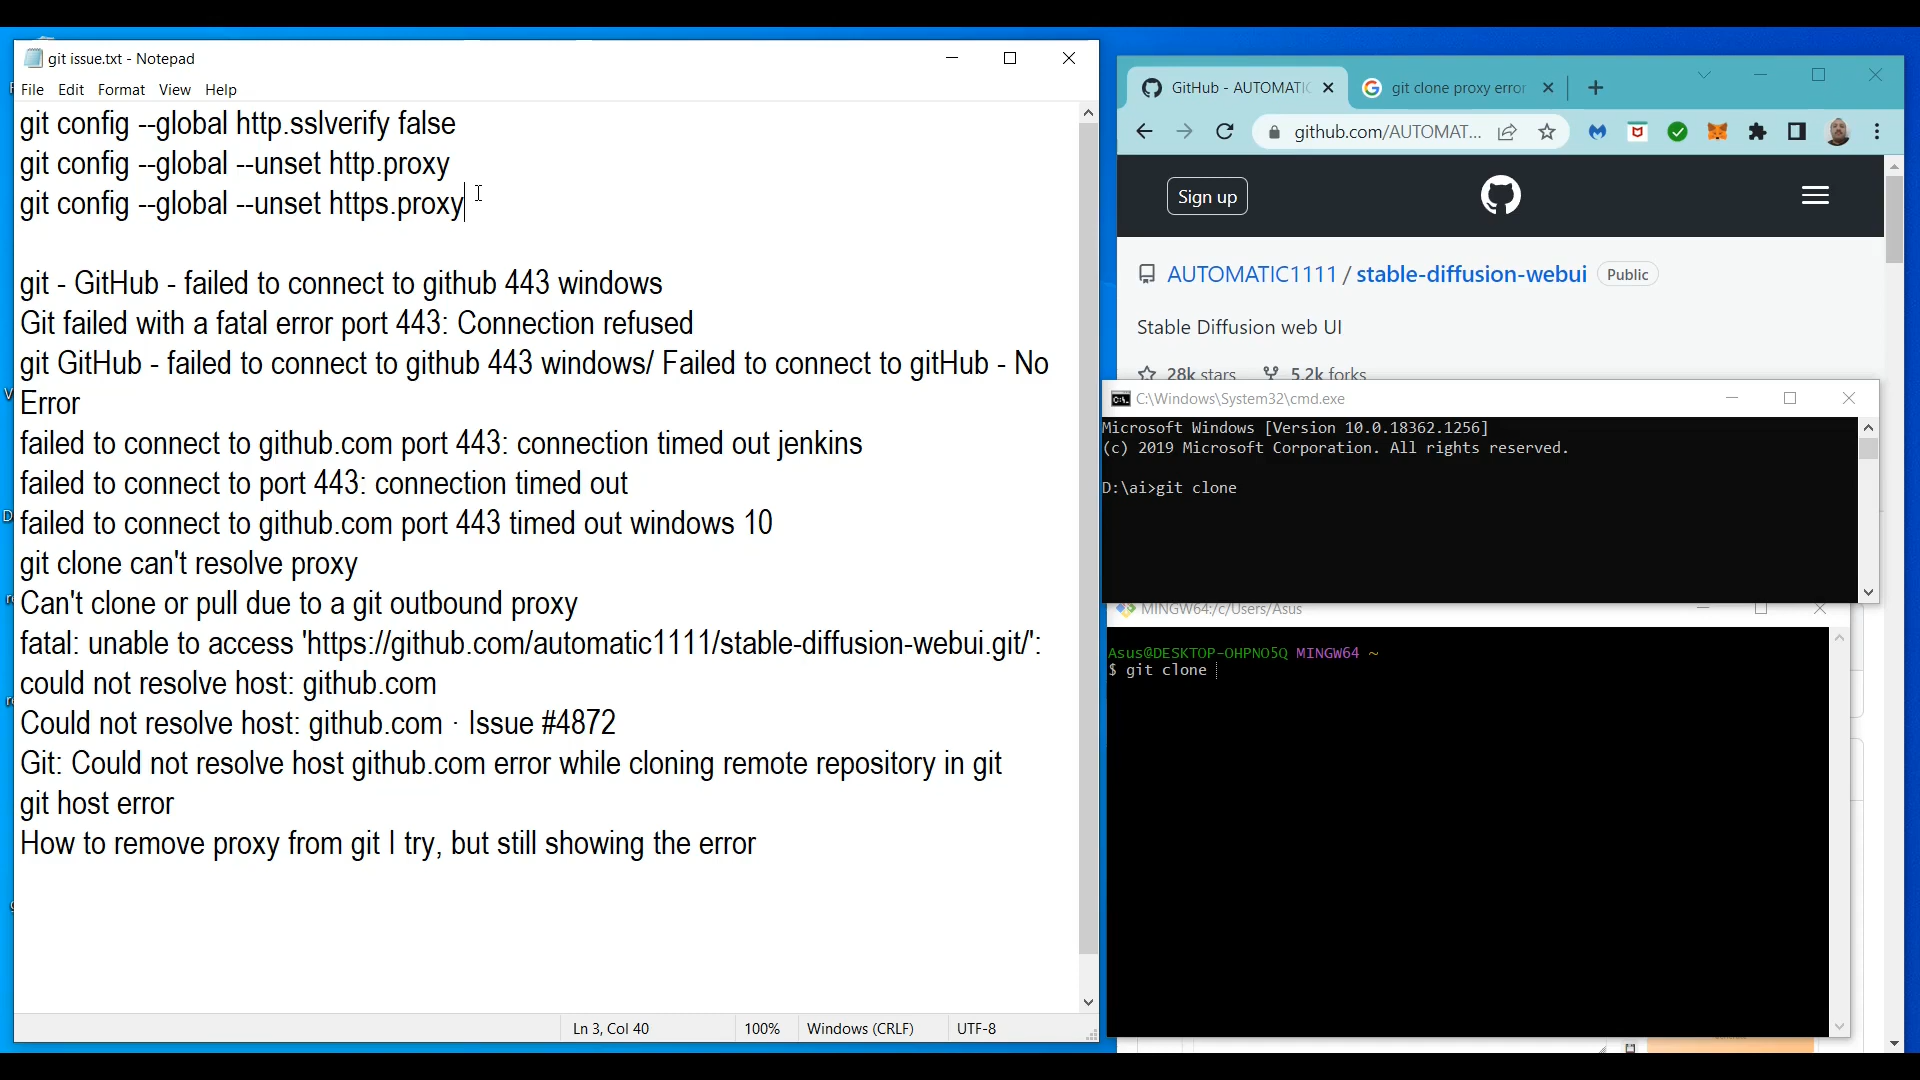 git issue.txt - Notepad
File Edit Format View Help
git config --global http.sslverify false
git config --global --unset http.proxy
git config --global --unset https.proxy
git - GitHub - failed to connect to github 443 windows
Git failed with a fatal error port 443: Connection refused
git GitHub - failed to connect to github 443 windows/ Failed to connect to gitHub - No
Error
failed to connect to github.com port 443: connection timed out jenkins
failed to connect to port 443: connection timed out
failed to connect to github.com port 443 timed out windows 10
git clone can't resolve proxy
Can't clone or pull due to a git outbound proxy
fatal: unable to access 'https://github.com/automatic1111/stable-diffusion-webui.git/':
could not resolve host: github.com
Could not resolve host: github.com · Issue #4872
Git: Could not resolve host github.com error while cloning remote repository in git
git host error
How to remove proxy from git I try, but still showing the error
Ln 3, Col 40 100% Windows (CRLF) UTF-8
GitHub - AUTOMATIC git clone proxy error
github.com/AUTOMAT...
Sign up
AUTOMATIC1111 / stable-diffusion-webui Public
Stable Diffusion web UI
28k stars 5.2k forks
C:\Windows\System32\cmd.exe
Microsoft Windows [Version 10.0.18362.1256]
(c) 2019 Microsoft Corporation. All rights reserved.
D:\ai>git clone
MINGW64:/c/Users/Asus
Asus@DESKTOP-OHPNO5Q MINGW64 ~
$ git clone